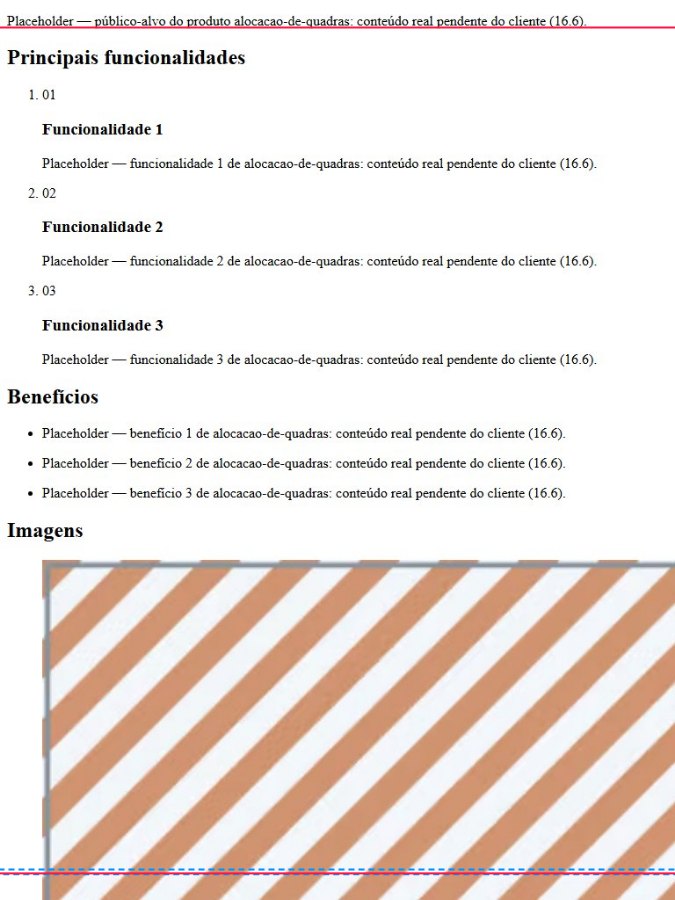 Placeholder — público-alvo do produto alocacao-de-quadras: conteúdo real pendente do cliente (16.6).
Principais funcionalidades
1. 01
Funcionalidade 1
Placeholder — funcionalidade 1 de alocacao-de-quadras: conteúdo real pendente do cliente (16.6).
2. 02
Funcionalidade 2
Placeholder — funcionalidade 2 de alocacao-de-quadras: conteúdo real pendente do cliente (16.6).
3. 03
Funcionalidade 3
Placeholder — funcionalidade 3 de alocacao-de-quadras: conteúdo real pendente do cliente (16.6).
Benefícios
• Placeholder — benefício 1 de alocacao-de-quadras: conteúdo real pendente do cliente (16.6).
• Placeholder — benefício 2 de alocacao-de-quadras: conteúdo real pendente do cliente (16.6).
• Placeholder — benefício 3 de alocacao-de-quadras: conteúdo real pendente do cliente (16.6).
Imagens